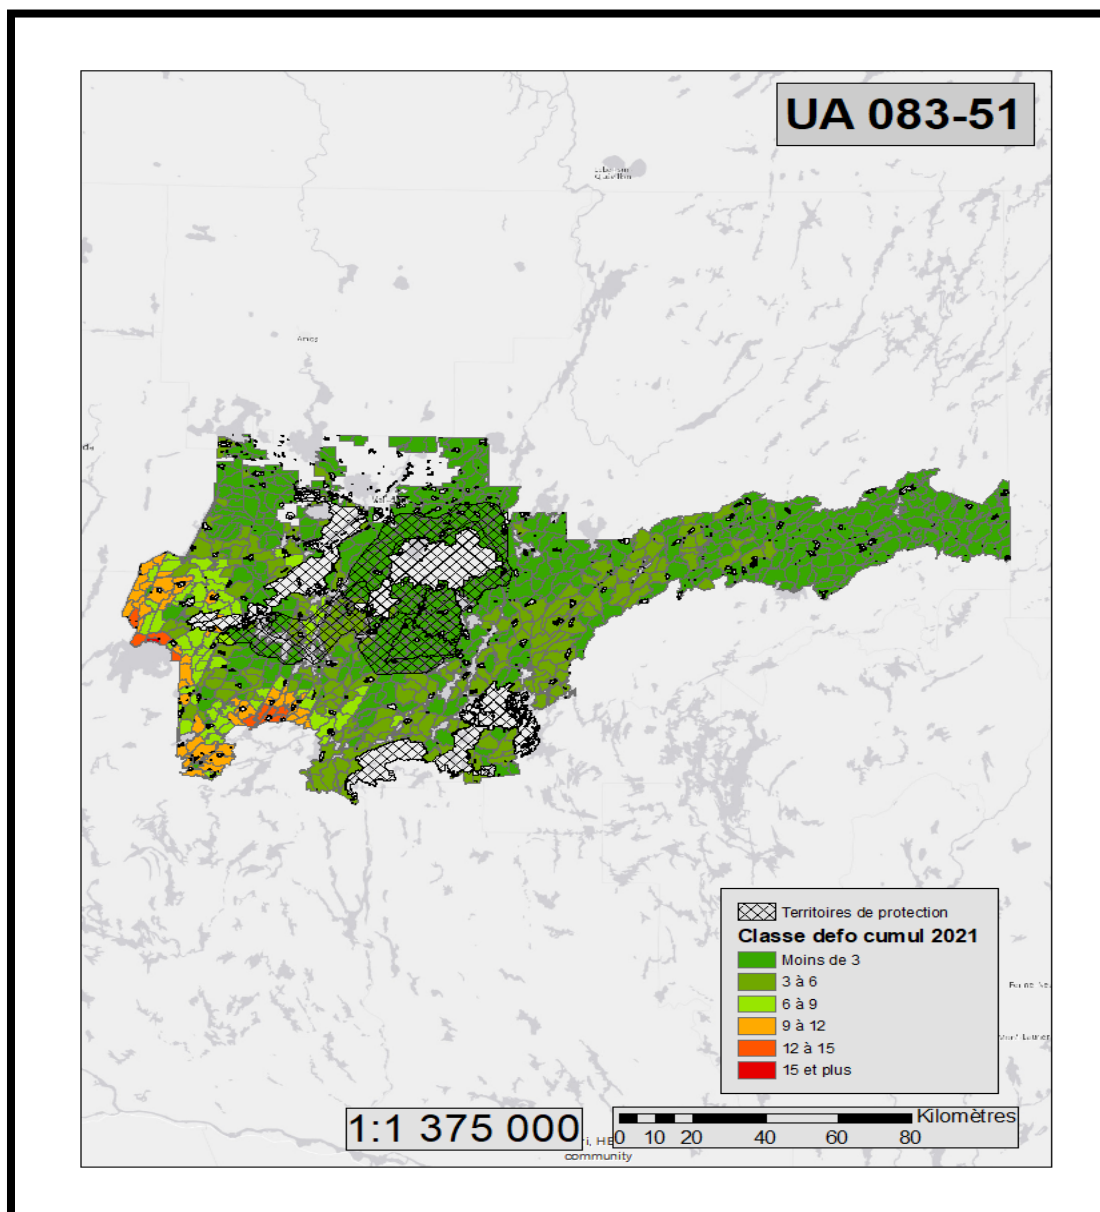 UA 083-51
Amos
Territoires de protection
Classe defo cumul 2021
Moins de 3
3 à 6
6 à 9
9 à 12
12 à 15
15 et plus
1:1 375 000
Kilomètres
0 10 20 40 60 80
community